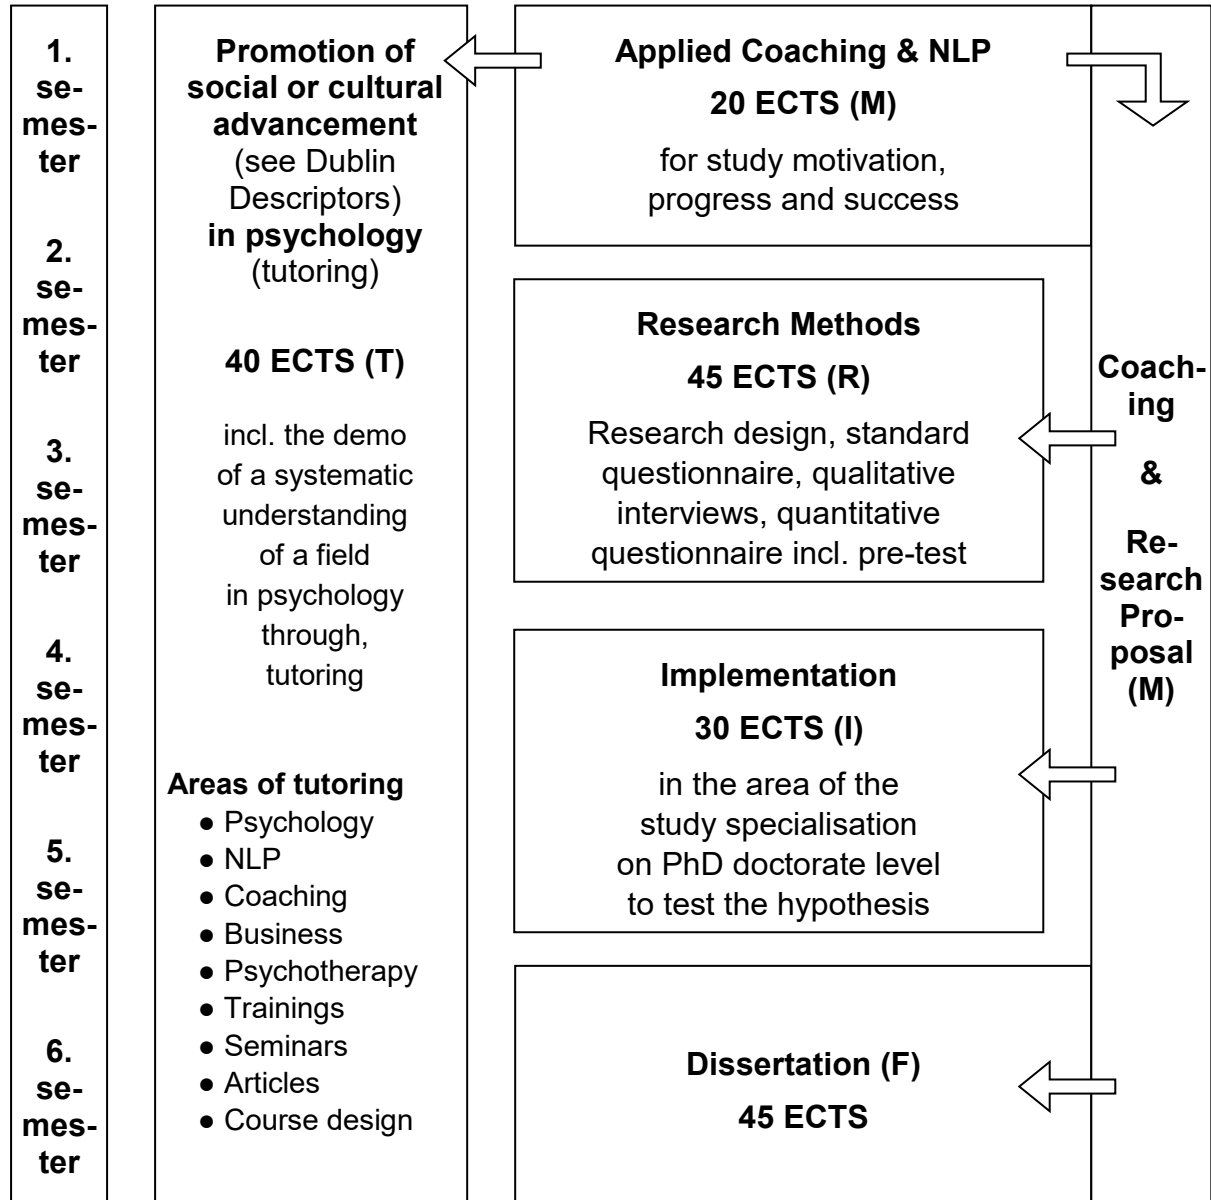 1.
se-
mes-
ter
2.
se-
mes-
ter
3.
se-
mes-
ter
4.
se-
mes-
ter
5.
se-
mes-
ter
6.
se-
mes-
ter
Promotion of
social or cultural
advancement
(see Dublin
Descriptors)
in psychology
(tutoring)
40 ECTS (T)
incl. the demo
of a systematic
understanding
of a field
in psychology
through,
tutoring
Areas of tutoring
● Psychology
● NLP
● Coaching
● Business
● Psychotherapy
● Trainings
● Seminars
● Articles
● Course design
Applied Coaching & NLP
20 ECTS (M)
for study motivation,
progress and success
Research Methods
45 ECTS (R)
Research design, standard
questionnaire, qualitative
interviews, quantitative
questionnaire incl. pre-test
Implementation
30 ECTS (I)
in the area of the
study specialisation
on PhD doctorate level
to test the hypothesis
Dissertation (F)
45 ECTS
Coach-
ing
&
Re-
search
Pro-
posal
(M)